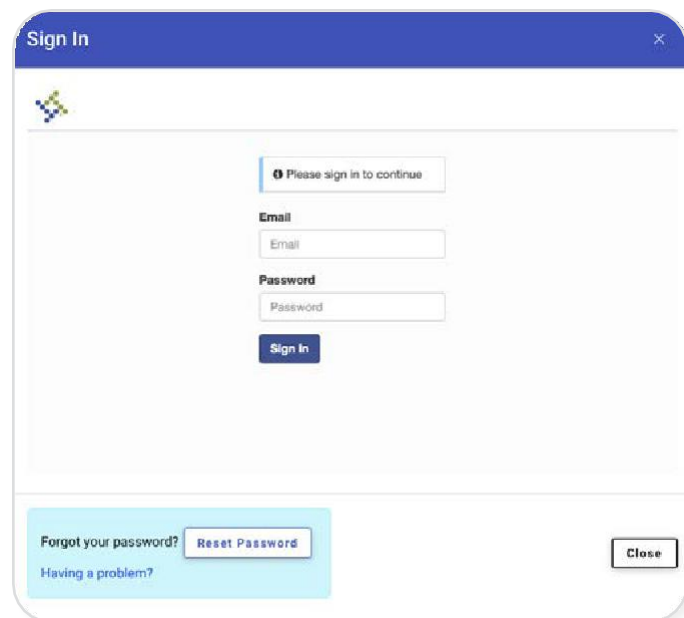 Sign In
Please sign in to continue
Email
Email
Password
Password
Sign In
Forgot your password? Reset Password
Having a problem?
Close